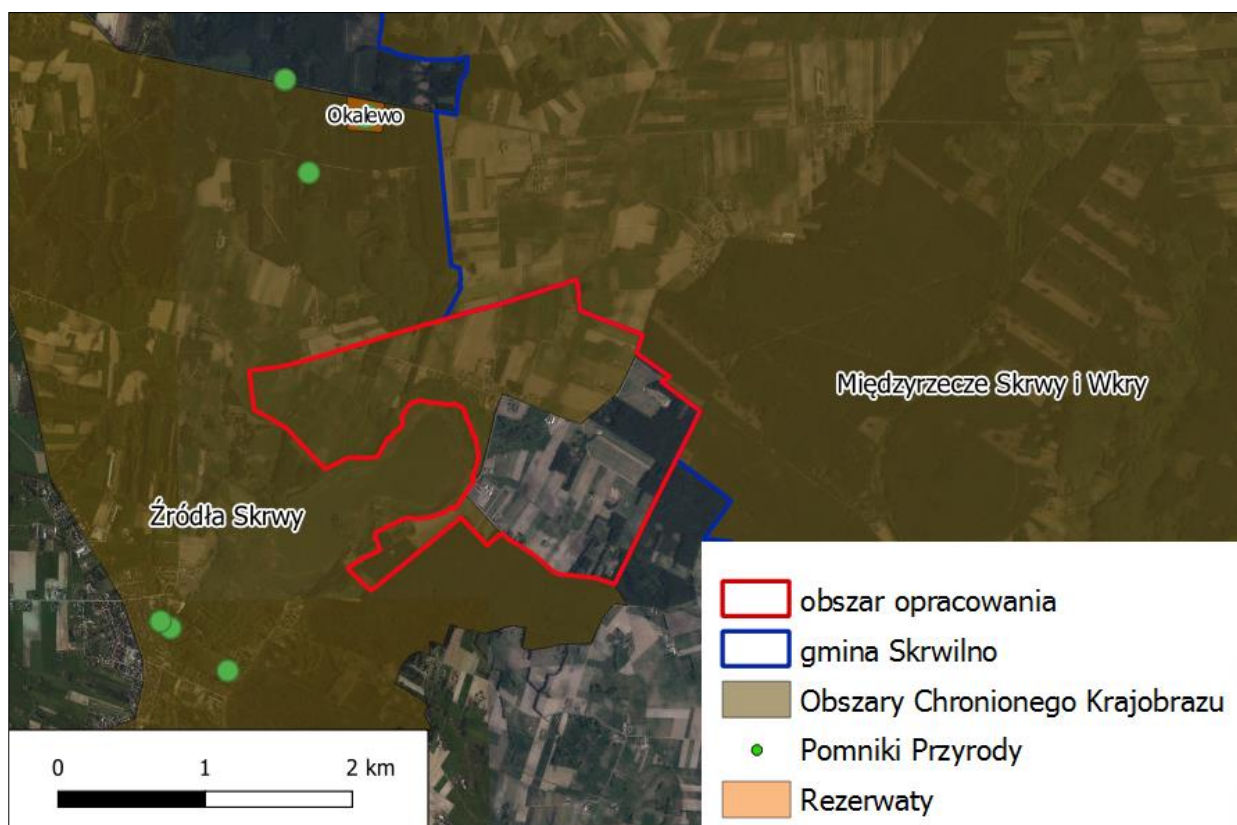 Okalewo
Międzyrzecze Skrwy i Wkry
Źródła Skrwy
obszar opracowania
gmina Skrwilno
Obszary Chronionego Krajobrazu
Pomniki Przyrody
Rezerwaty
0 1 2 km